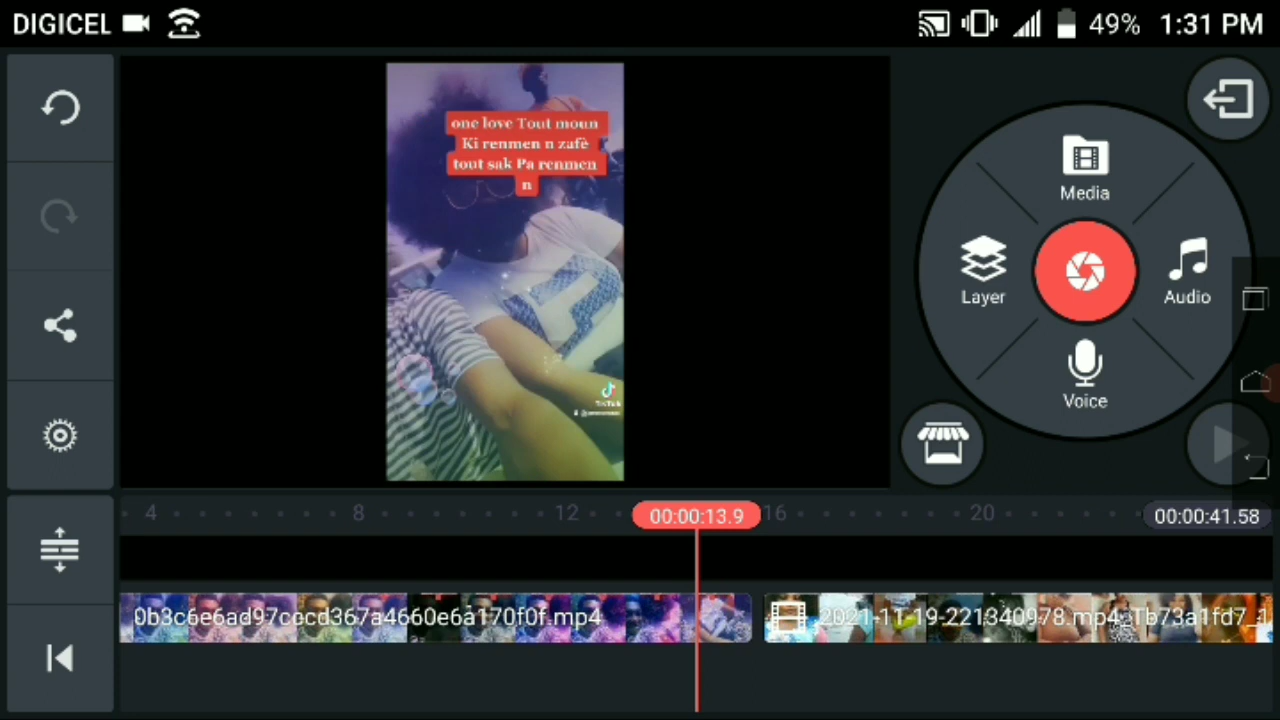 DIGICEL
49%
1:31 PM
one love Tout moun
Ki renmen n zafè
tout sak Pa renmen
n
TikTok
Media
Layer
Audio
Voice
4
8
12
00:00:13.9
16
20
00:00:41.58
0b3c6e6ad97cccd367a4660e6a170f0f.mp4
2021-11-19-221340978.mp4_Tb73a1fd7_1